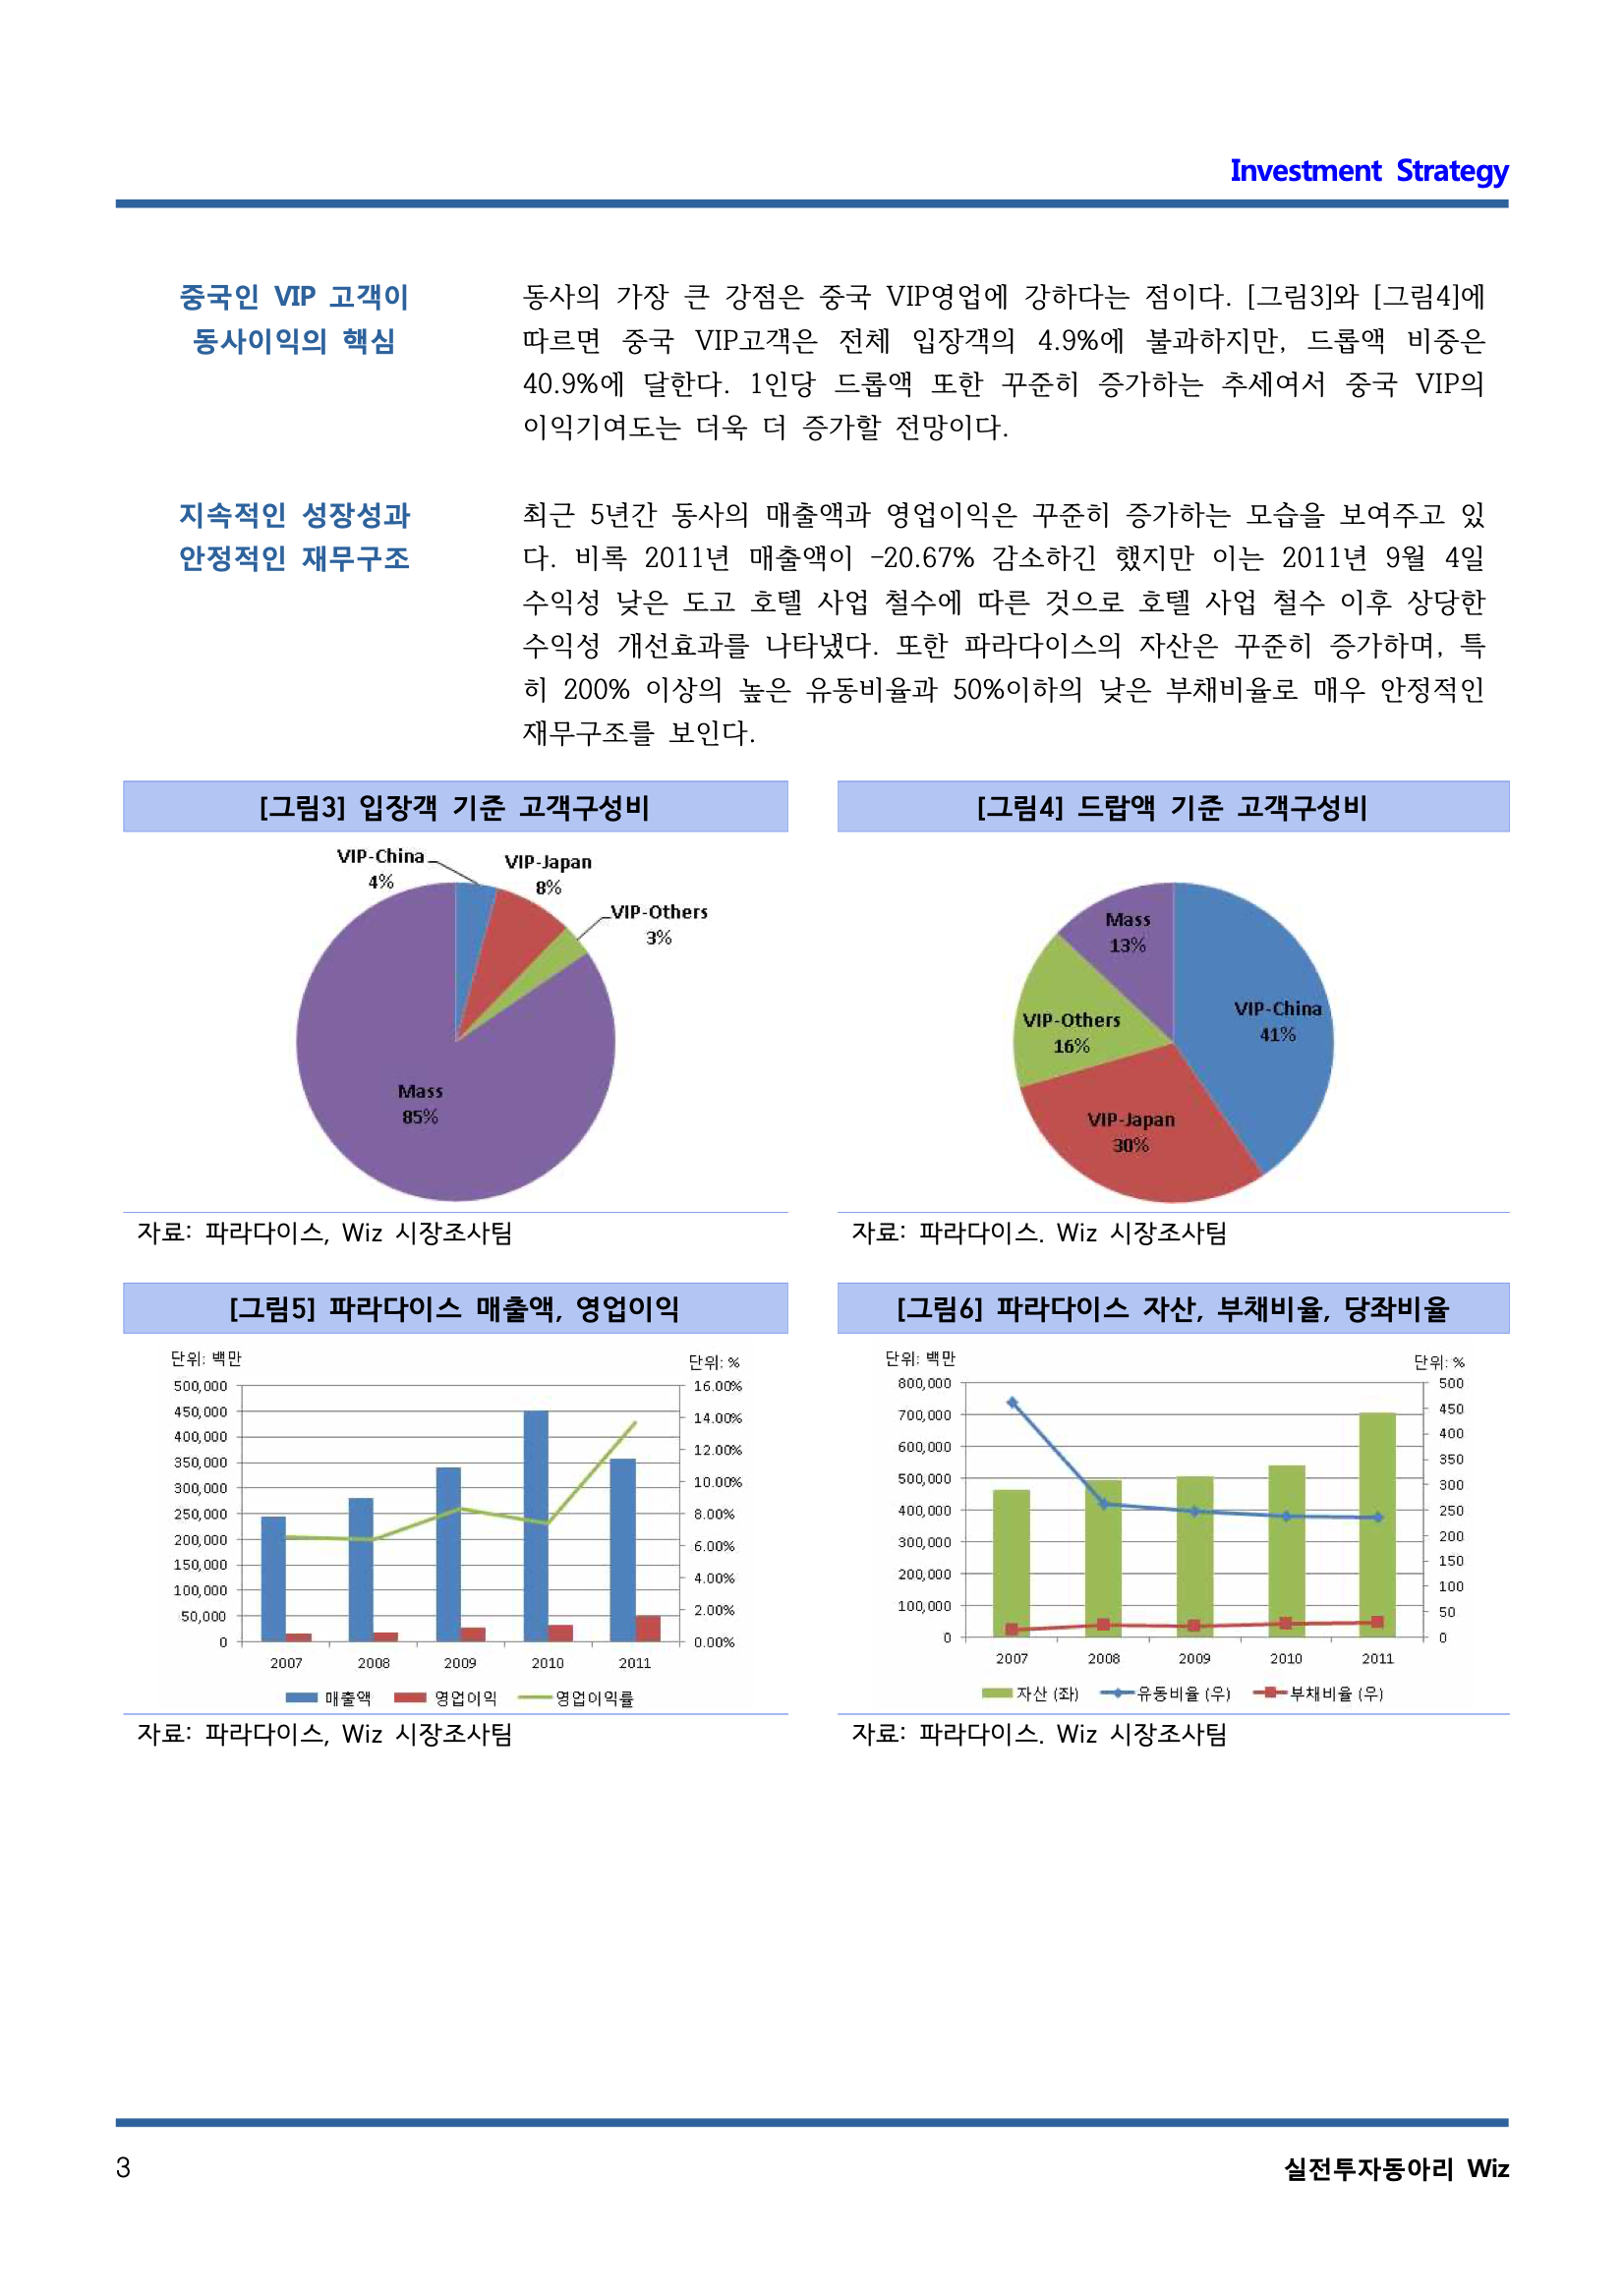 Investment Strategy
중국인 VIP 고객이
동사이익의 핵심
동사의 가장 큰 강점은 중국 VIP영업에 강하다는 점이다. [그림3]와 [그림4]에
따르면 중국 VIP고객은 전체 입장객의 4.9%에 불과하지만, 드롭액 비중은
40.9%에 달한다. 1인당 드롭액 또한 꾸준히 증가하는 추세여서 중국 VIP의
이익기여도는 더욱 더 증가할 전망이다.
지속적인 성장성과
안정적인 재무구조
최근 5년간 동사의 매출액과 영업이익은 꾸준히 증가하는 모습을 보여주고 있
다. 비록 2011년 매출액이 -20.67% 감소하긴 했지만 이는 2011년 9월 4일
수익성 낮은 도고 호텔 사업 철수에 따른 것으로 호텔 사업 철수 이후 상당한
수익성 개선효과를 나타냈다. 또한 파라다이스의 자산은 꾸준히 증가하며, 특
히 200% 이상의 높은 유동비율과 50%이하의 낮은 부채비율로 매우 안정적인
재무구조를 보인다.
[그림3] 입장객 기준 고객구성비
VIP-China
4%
VIP-Japan
8%
VIP-Others
3%
Mass
85%
자료: 파라다이스, Wiz 시장조사팀
[그림4] 드랍액 기준 고객구성비
Mass
13%
VIP-China
41%
VIP-Others
16%
VIP-Japan
30%
자료: 파라다이스. Wiz 시장조사팀
[그림5] 파라다이스 매출액, 영업이익
단위: 백만
단위: %
500,000
450,000
400,000
350,000
300,000
250,000
200,000
150,000
100,000
50,000
0
16.00%
14.00%
12.00%
10.00%
8.00%
6.00%
4.00%
2.00%
0.00%
2007 2008 2009 2010 2011
매출액 영업이익 영업이익률
자료: 파라다이스, Wiz 시장조사팀
[그림6] 파라다이스 자산, 부채비율, 당좌비율
단위: 백만
단위: %
800,000
700,000
600,000
500,000
400,000
300,000
200,000
100,000
0
500
450
400
350
300
250
200
150
100
50
0
2007 2008 2009 2010 2011
자산 (좌) 유동비율 (우) 부채비율 (우)
자료: 파라다이스. Wiz 시장조사팀
3
실전투자동아리 Wiz